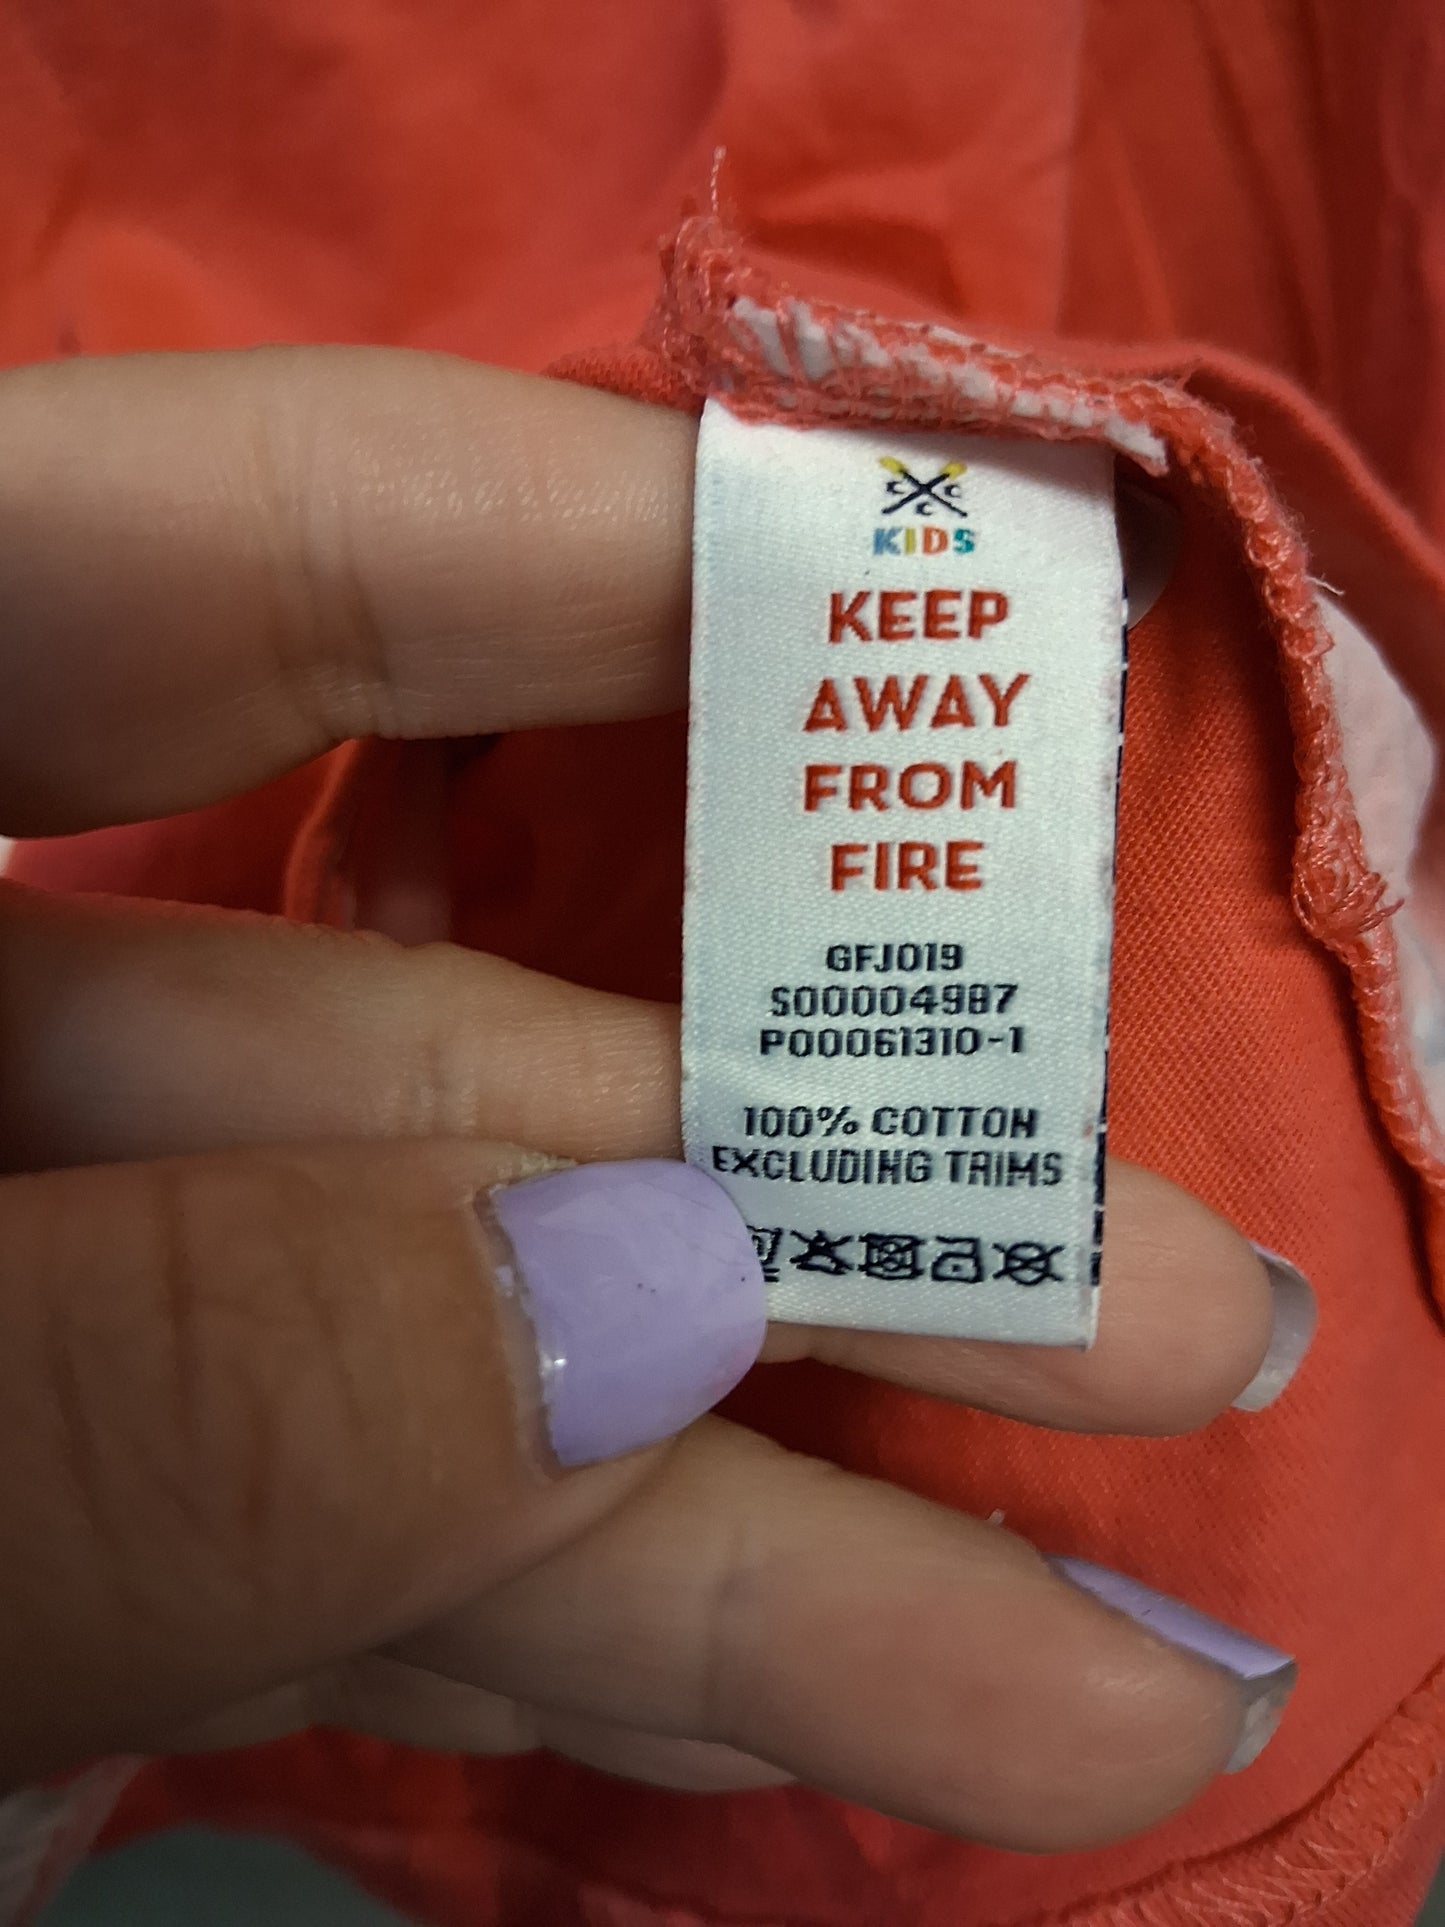 C C
C
KIDS
KEEP
AWAY
FROM
FIRE
GFJ019
S00004987
P00061310-1
100% COTTON
EXCLUDING TRIMS